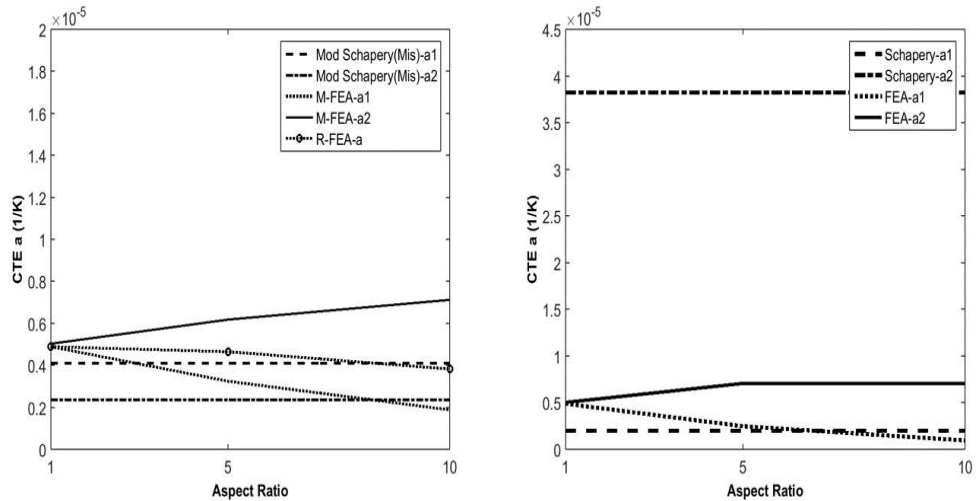 ×10⁻⁵
2
1.8
1.6
1.4
1.2
1
0.8
0.6
0.4
0.2
0
CTE a (1/K)
1
5
10
Aspect Ratio
Mod Schapery(Mis)-a1
Mod Schapery(Mis)-a2
M-FEA-a1
M-FEA-a2
R-FEA-a
×10⁻⁵
4.5
4
3.5
3
2.5
2
1.5
1
0.5
0
CTE a (1/K)
1
5
10
Aspect Ratio
Schapery-a1
Schapery-a2
FEA-a1
FEA-a2